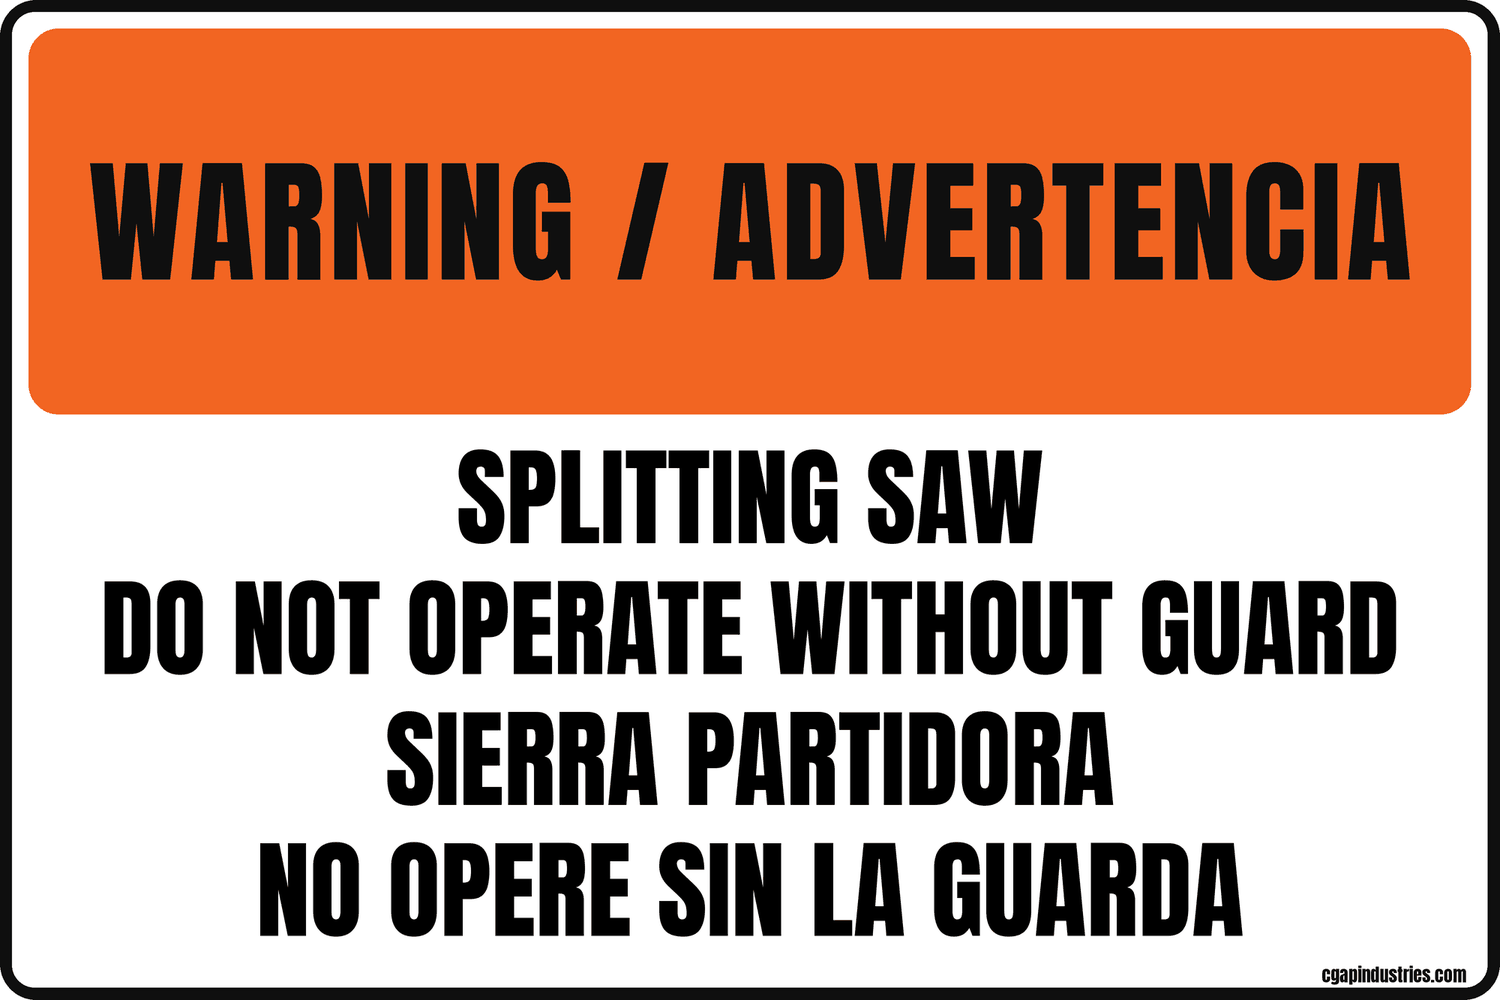 WARNING / ADVERTENCIA
SPLITTING SAW
DO NOT OPERATE WITHOUT GUARD
SIERRA PARTIDORA
NO OPERE SIN LA GUARDA
cgapindustries.com